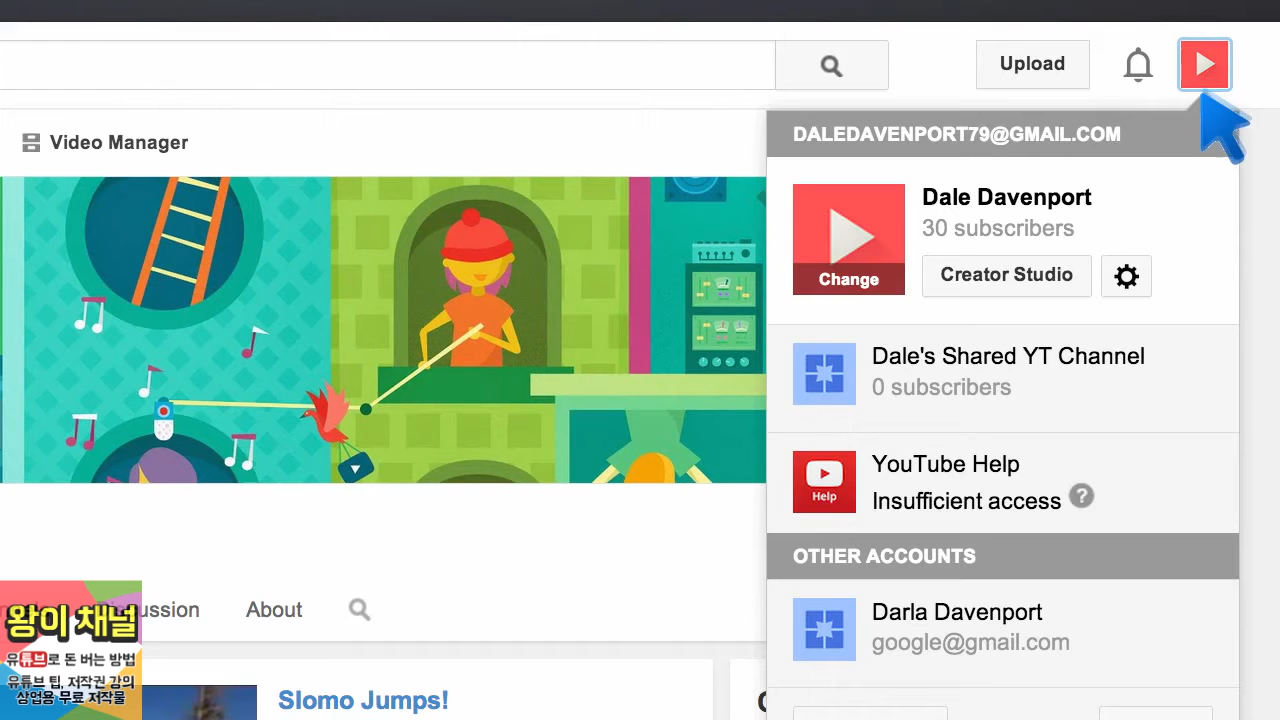 Upload
Video Manager
DALEDAVENPORT79@GMAIL.COM
Dale Davenport
30 subscribers
Change
Creator Studio
Dale's Shared YT Channel
0 subscribers
YouTube Help
Help
Insufficient access ?
OTHER ACCOUNTS
Darla Davenport
google@gmail.com
ussion
About
왕이 채널
유튜브로 돈 버는 방법
유튜브 팁, 저작권 강의
상업용 무료 저작물
Slomo Jumps!